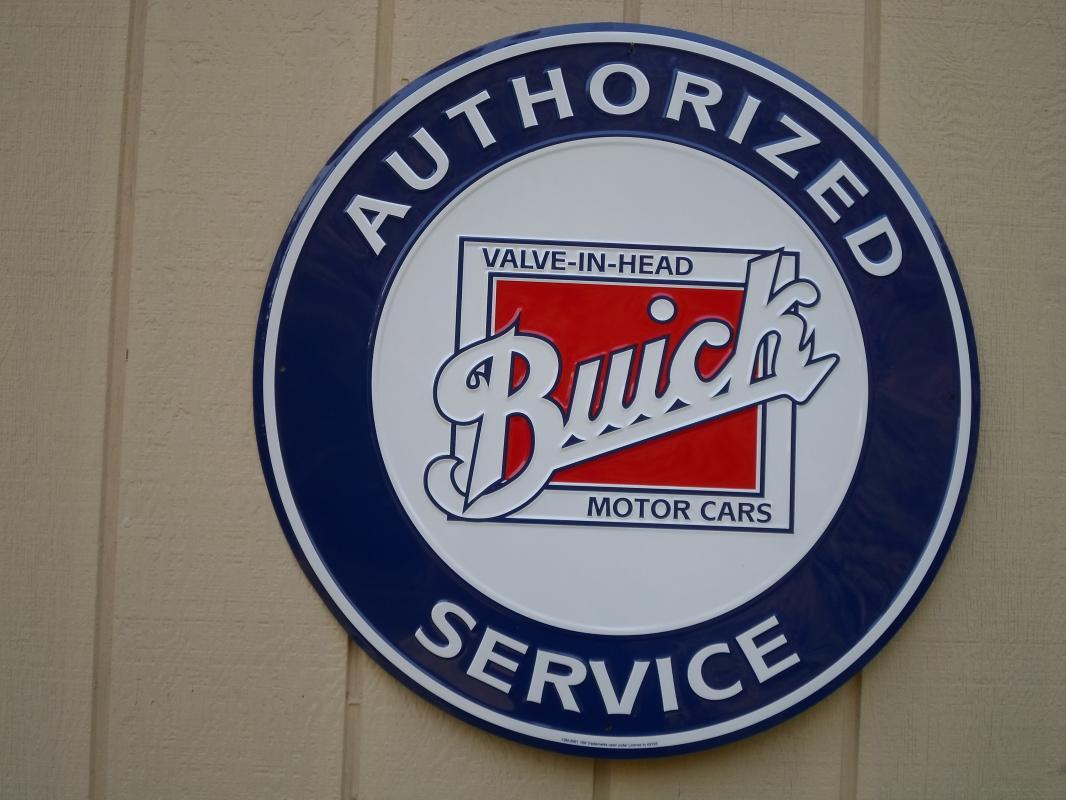 AUTHORIZED
VALVE-IN-HEAD
Buick
MOTOR CARS
SERVICE